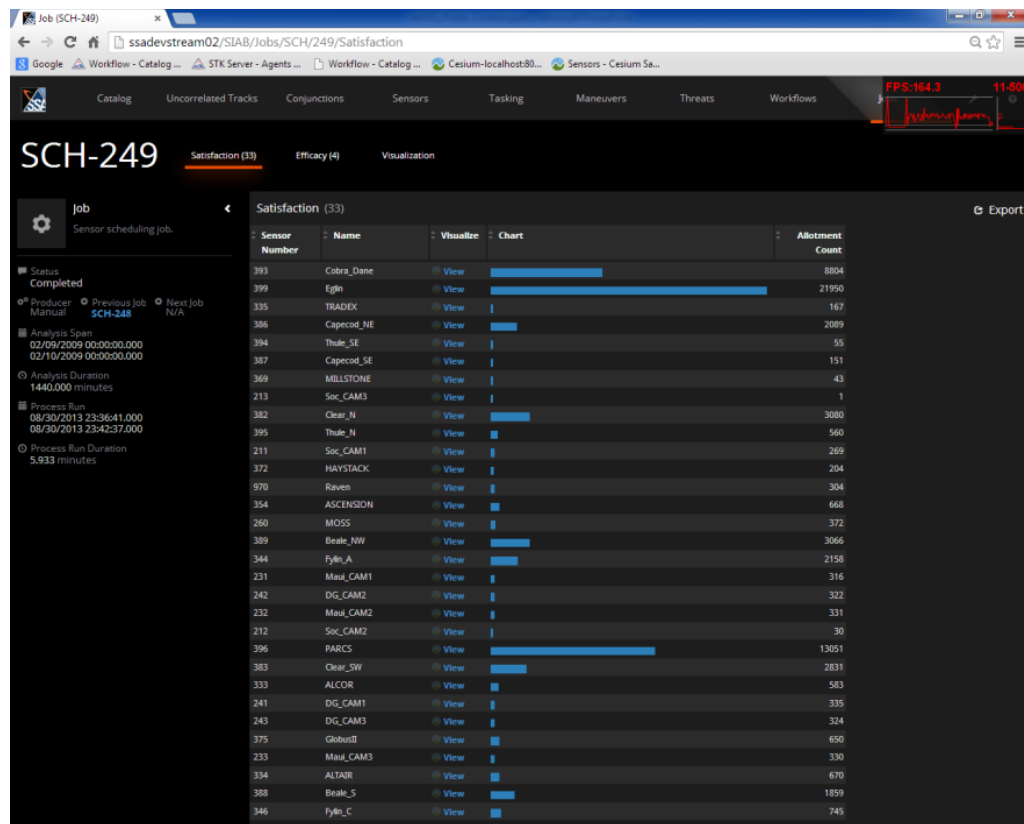 Job (SCH-249)
ssadevstream02/SIAB/Jobs/SCH/249/Satisfaction
Google Workflow - Catalog ... STK Server - Agents ... Workflow - Catalog ... Cesium-localhost:80... Sensors - Cesium Sa...
SSA Catalog Uncorrelated Tracks Conjunctions Sensors Tasking Maneuvers Threats Workflows
FPS:164.3 11-500
SCH-249 Satisfaction (33) Efficacy (4) Visualization
Job
Sensor scheduling job.
Status
Completed
Producer Previous Job Next Job
Manual SCH-248 N/A
Analysis Span
02/09/2009 00:00:00.000
02/10/2009 00:00:00.000
Analysis Duration
1440.000 minutes
Process Run
08/30/2013 23:36:41.000
08/30/2013 23:42:37.000
Process Run Duration
5.933 minutes
Satisfaction (33) Export
Sensor Number Name Visualize Chart Allotment Count
393 Cobra_Dane View 8804
399 Eglin View 21950
335 TRADEX View 167
386 Capecod_NE View 2089
394 Thule_SE View 55
387 Capecod_SE View 151
369 MILLSTONE View 43
213 Soc_CAM3 View 1
382 Clear_N View 3080
395 Thule_N View 560
211 Soc_CAM1 View 269
372 HAYSTACK View 204
970 Raven View 304
354 ASCENSION View 668
260 MOSS View 372
389 Beale_NW View 3066
344 Fylin_A View 2158
231 Maui_CAM1 View 316
242 DG_CAM2 View 322
232 Maui_CAM2 View 331
212 Soc_CAM2 View 30
396 PARCS View 13051
383 Clear_SW View 2831
333 ALCOR View 583
241 DG_CAM1 View 335
243 DG_CAM3 View 324
375 GlobusII View 650
233 Maui_CAM3 View 330
334 ALTAIR View 670
388 Beale_S View 1859
346 Fylin_C View 745